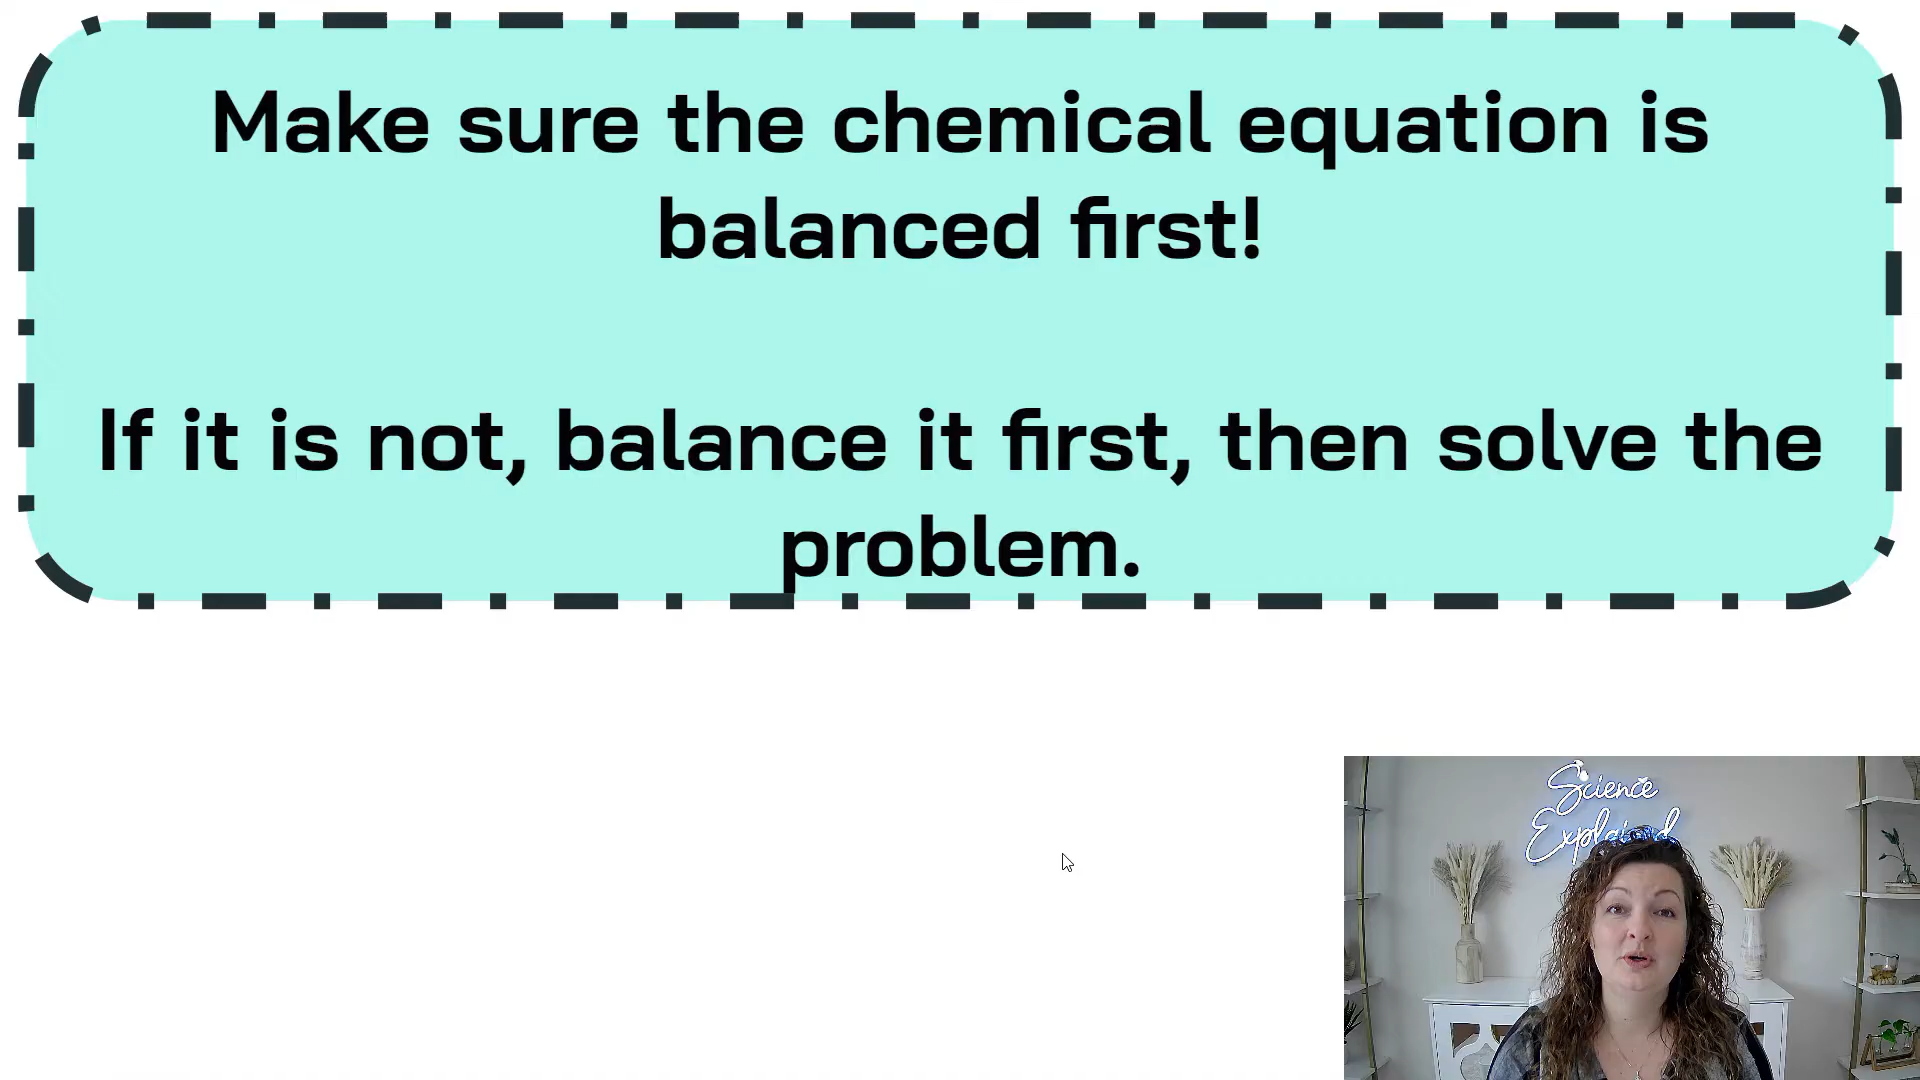 Make sure the chemical equation is
balanced first!
If it is not, balance it first, then solve the
problem.
Science
Explained